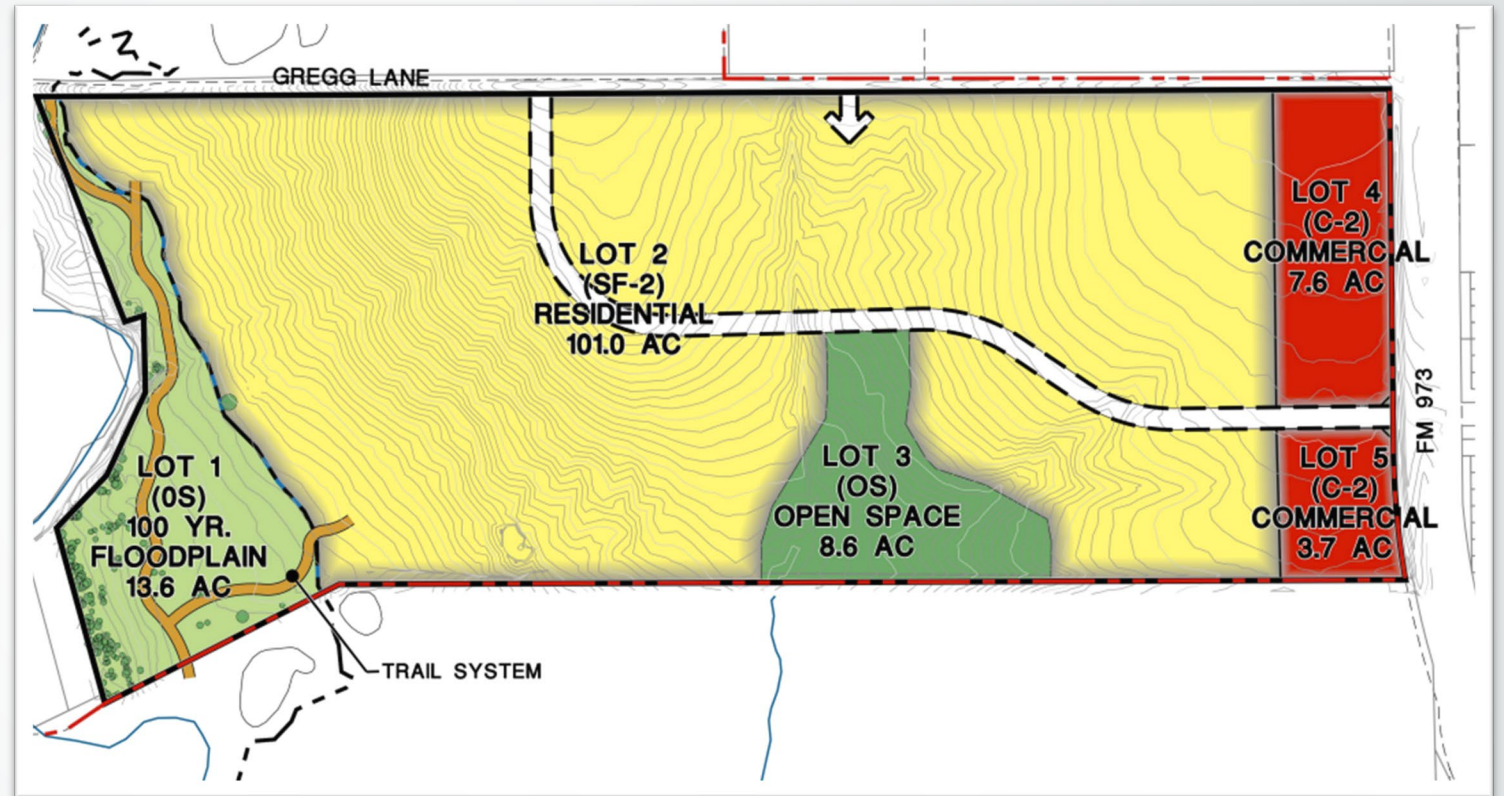 GREGG LANE
LOT 4
(C-2)
COMMERCIAL
7.6 AC
LOT 2
(SF-2)
RESIDENTIAL
101.0 AC
FM 973
LOT 1
(0S)
100 YR.
FLOODPLAIN
13.6 AC
LOT 3
(OS)
OPEN SPACE
8.6 AC
LOT 5
(C-2)
COMMERCIAL
3.7 AC
TRAIL SYSTEM